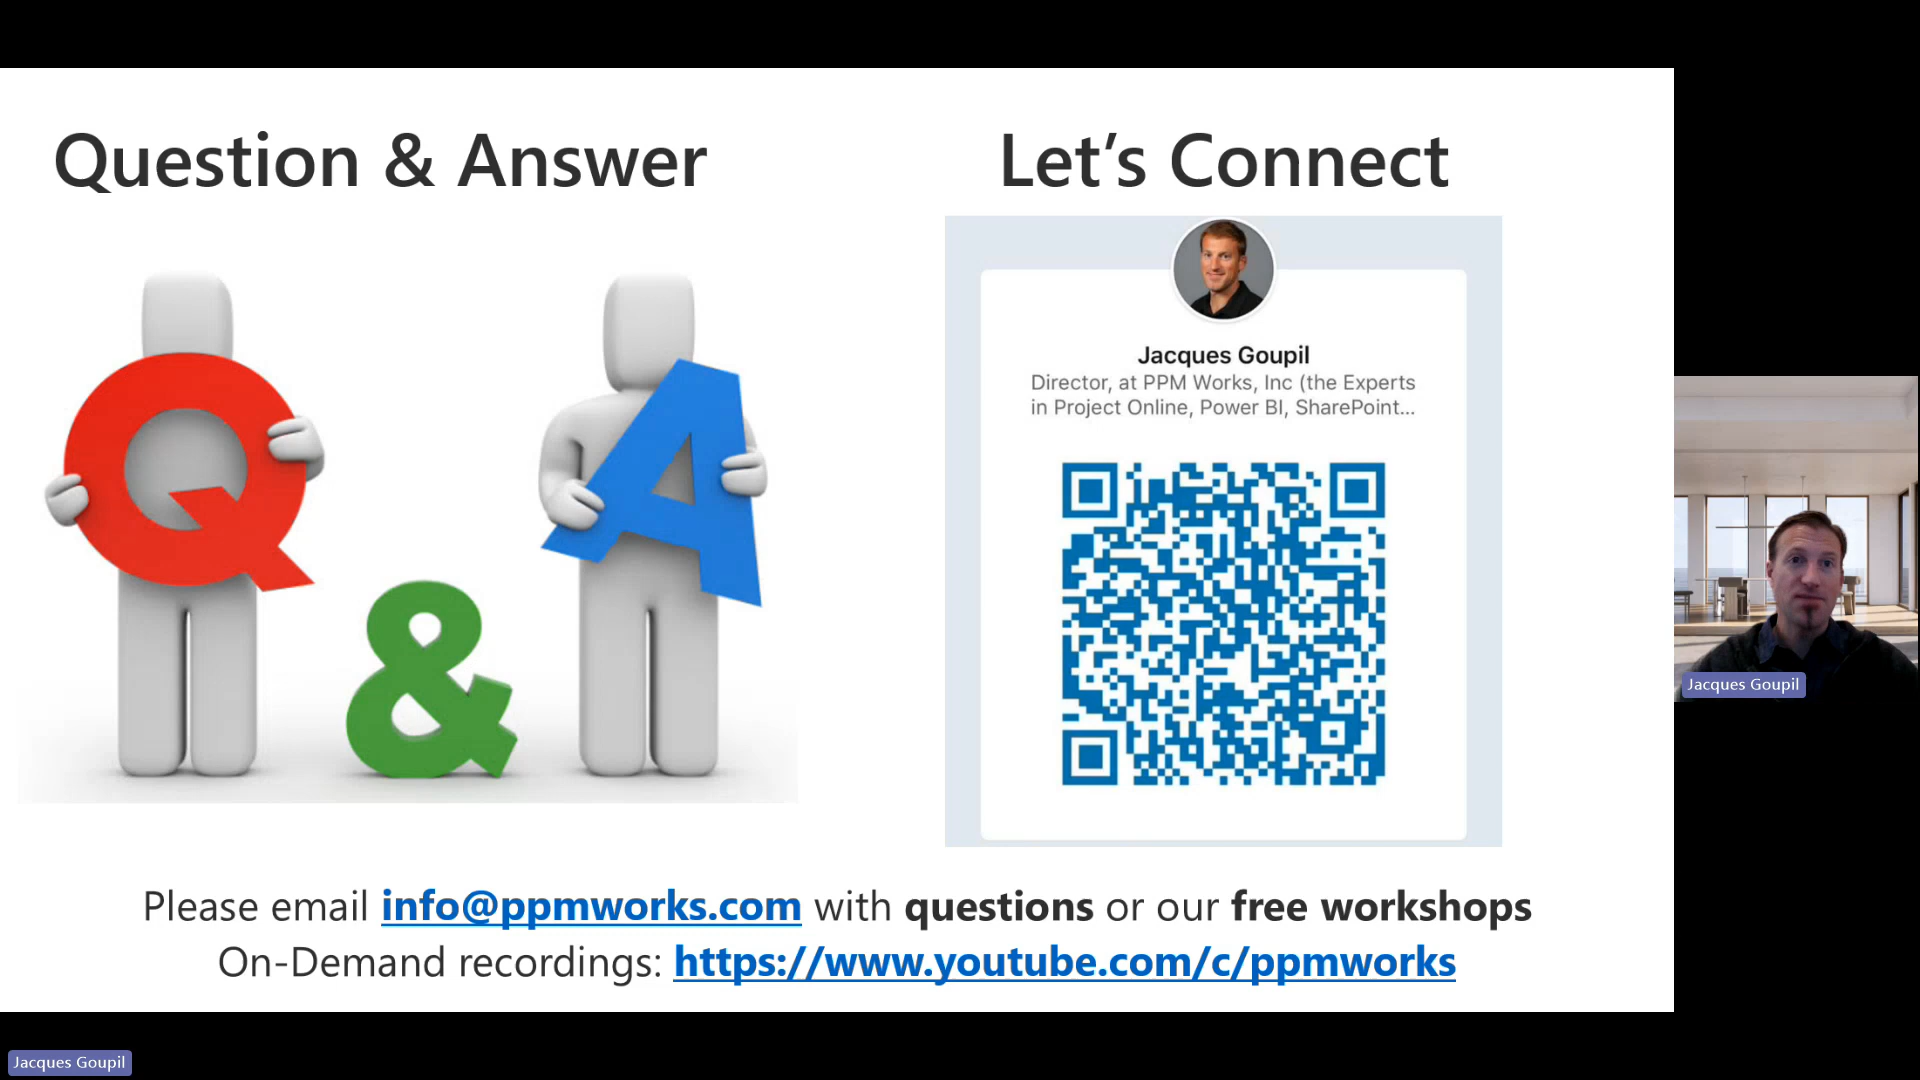 Question & Answer
Let’s Connect
Q
&
A
Jacques Goupil
Director, at PPM Works, Inc (the Experts
in Project Online, Power BI, SharePoint...
Please email info@ppmworks.com with questions or our free workshops
On-Demand recordings: https://www.youtube.com/c/ppmworks
Jacques Goupil
Jacques Goupil